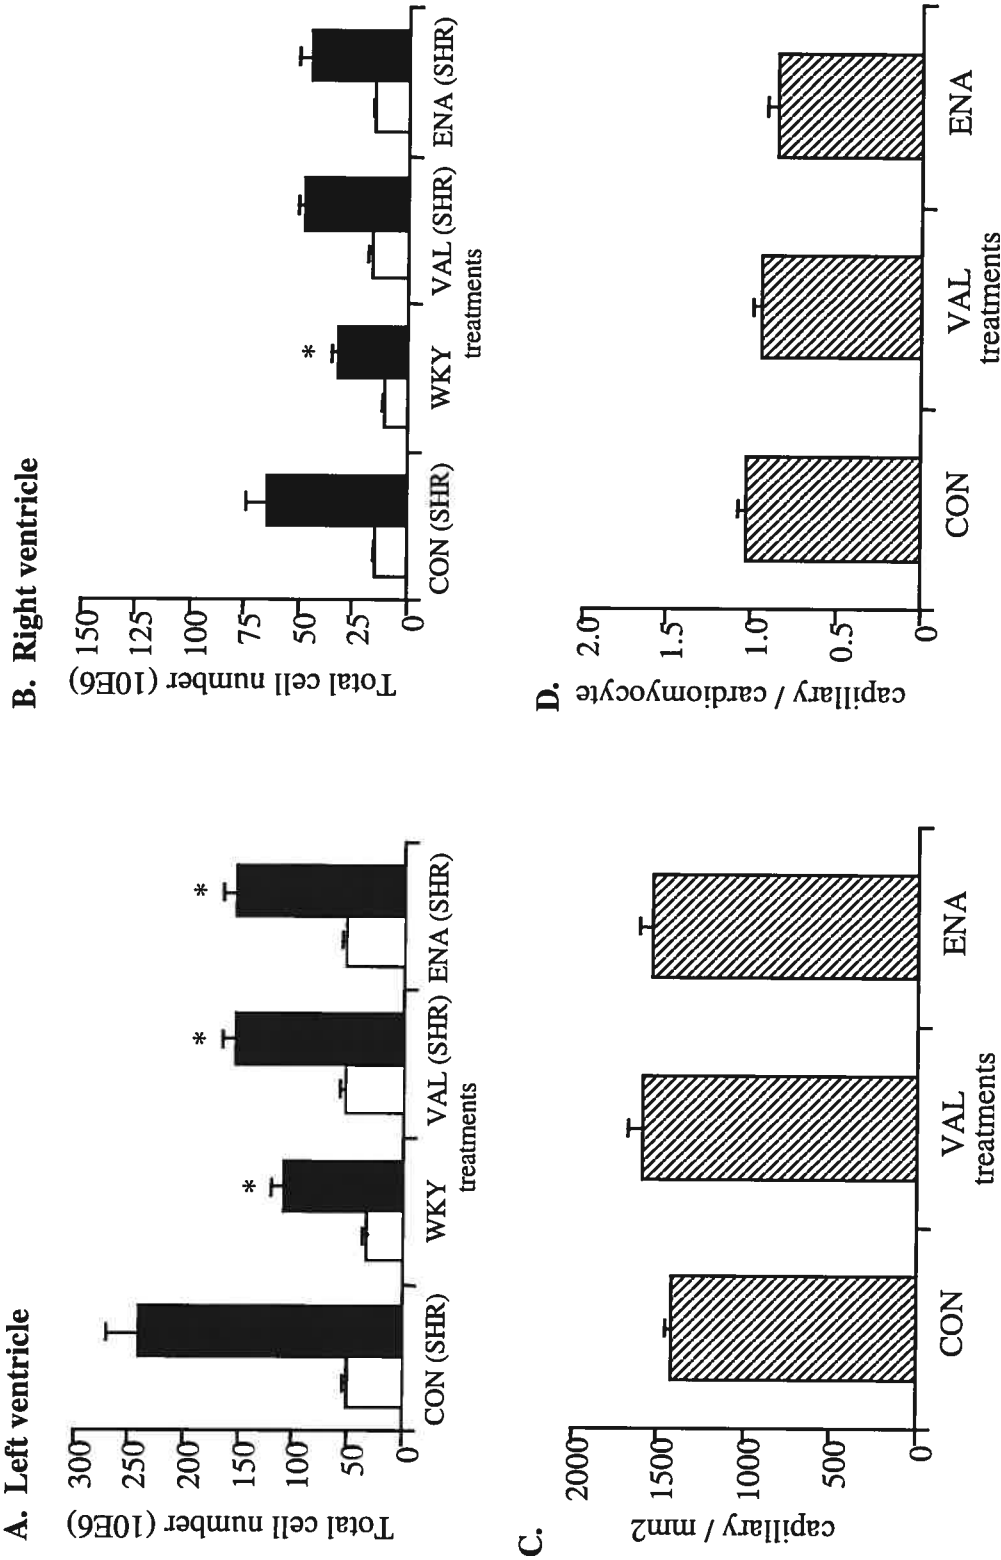 A. Left ventricle
Total cell number (10E6)
300
250
200
150
100
50
0
*
*
*
CON (SHR)
WKY
VAL (SHR)
ENA (SHR)
treatments
B. Right ventricle
Total cell number (10E6)
150
125
100
75
50
25
0
*
CON (SHR)
WKY
VAL (SHR)
ENA (SHR)
treatments
C.
capillary / mm2
2000
1500
1000
500
0
CON
VAL
ENA
treatments
D.
capillary / cardiomyocyte
2.0
1.5
1.0
0.5
0
CON
VAL
ENA
treatments